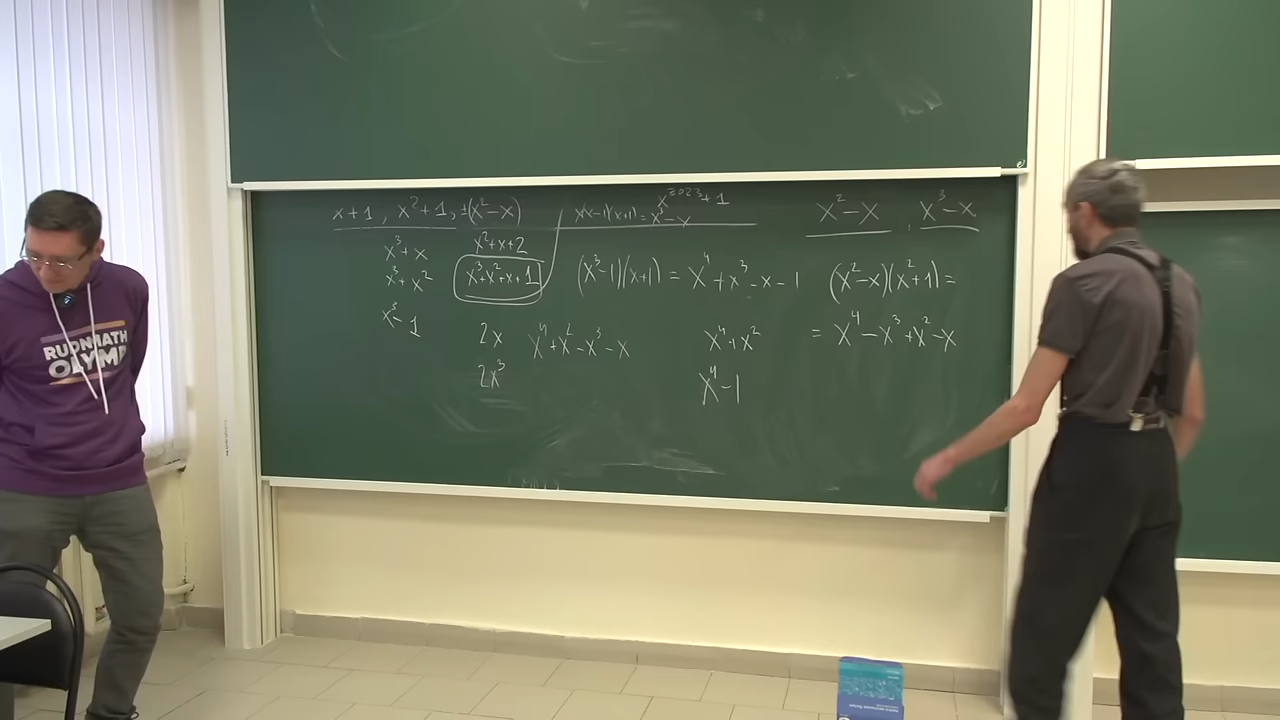 x²⁰²³+1
x+1, x²+1, ±(x²-x)
x(x-1)(x+1)=x³-x
x²-x, x³-x
x³+x
x²+x+2
x³+x²
x³+x²+x+1
(x³-1)(x+1)=x⁴+x³-x-1
(x²-x)(x²+1)=
x³-1
2x
x⁴+x²-x³-x
x⁴+x²
=x⁴-x³+x²-x
2x³
x⁴-1
RUDN MATH
OLYMP